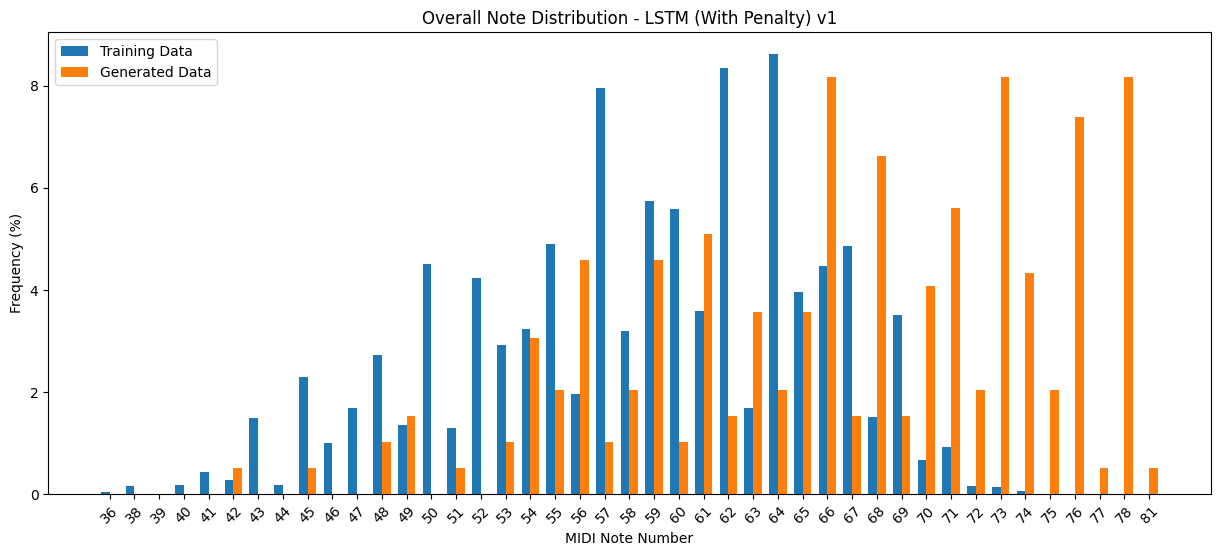 Overall Note Distribution - LSTM (With Penalty) v1
Training Data
Generated Data
Frequency (%)
8
6
4
2
0
36 38 39 40 41 42 43 44 45 46 47 48 49 50 51 52 53 54 55 56 57 58 59 60 61 62 63 64 65 66 67 68 69 70 71 72 73 74 75 76 77 78 81
MIDI Note Number